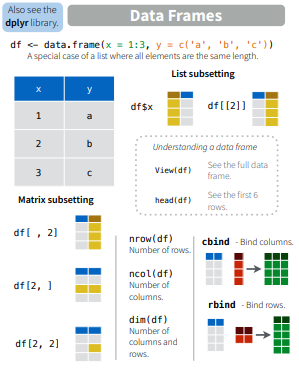 Also see the
dplyr library.
Data Frames
df <- data.frame(x = 1:3, y = c('a', 'b', 'c'))
A special case of a list where all elements are the same length.
x y
1 a
2 b
3 c
List subsetting
df$x
df[[2]]
Understanding a data frame
View(df) See the full data
frame.
head(df) See the first 6
rows.
Matrix subsetting
df[ , 2]
df[2, ]
df[2, 2]
nrow(df)
Number of rows.
ncol(df)
Number of
columns.
dim(df)
Number of
columns and
rows.
cbind - Bind columns.
rbind - Bind rows.